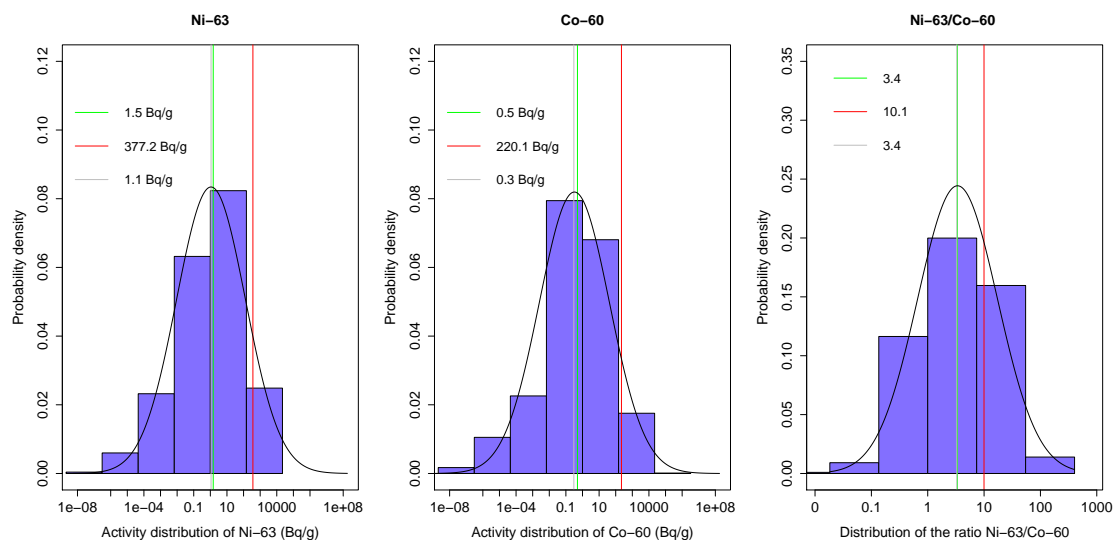 Ni−63
Probability density
0.00
0.02
0.04
0.06
0.08
0.10
0.12
1.5 Bq/g
377.2 Bq/g
1.1 Bq/g
1e−08
1e−04
0.1
10
10000
1e+08
Activity distribution of Ni−63 (Bq/g)
Co−60
Probability density
0.00
0.02
0.04
0.06
0.08
0.10
0.12
0.5 Bq/g
220.1 Bq/g
0.3 Bq/g
1e−08
1e−04
0.1
10
10000
1e+08
Activity distribution of Co−60 (Bq/g)
Ni−63/Co−60
Probability density
0.00
0.05
0.10
0.15
0.20
0.25
0.30
0.35
3.4
10.1
3.4
0
0.1
1
10
100
1000
Distribution of the ratio Ni−63/Co−60